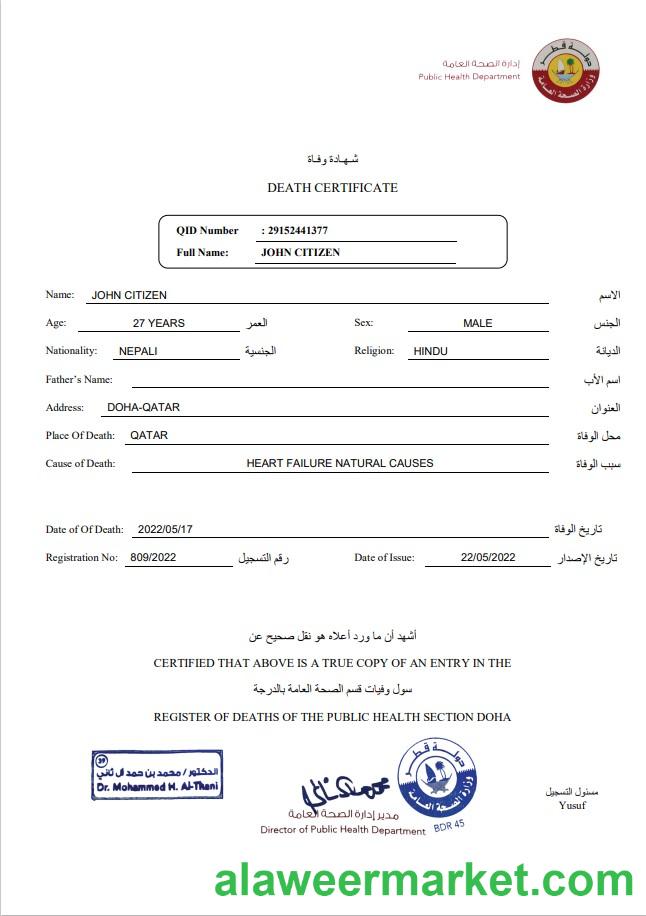 إدارة الصحة العامة
Public Health Department
دولة قطر
وزارة الصحة العامة
شهادة وفاة
DEATH CERTIFICATE
QID Number : 29152441377
Full Name: JOHN CITIZEN
Name: JOHN CITIZEN الاسم
Age: 27 YEARS العمر Sex: MALE الجنس
Nationality: NEPALI الجنسية Religion: HINDU الديانة
Father's Name: اسم الأب
Address: DOHA-QATAR العنوان
Place Of Death: QATAR محل الوفاة
Cause of Death: HEART FAILURE NATURAL CAUSES سبب الوفاة
Date of Of Death: 2022/05/17 تاريخ الوفاة
Registration No: 809/2022 رقم التسجيل Date of Issue: 22/05/2022 تاريخ الإصدار
أشهد أن ما ورد أعلاه هو نقل صحيح عن
CERTIFIED THAT ABOVE IS A TRUE COPY OF AN ENTRY IN THE
سول وفيات قسم الصحة العامة بالدرجة
REGISTER OF DEATHS OF THE PUBLIC HEALTH SECTION DOHA
39
الدكتور / محمد بن حمد آل ثاني
Dr. Mohammed H. Al-Thani
دولة قطر
وزارة الصحة العامة
BDR 45
مدير إدارة الصحة العامة
Director of Public Health Department
مسئول التسجيل
Yusuf
alaweermarket.com